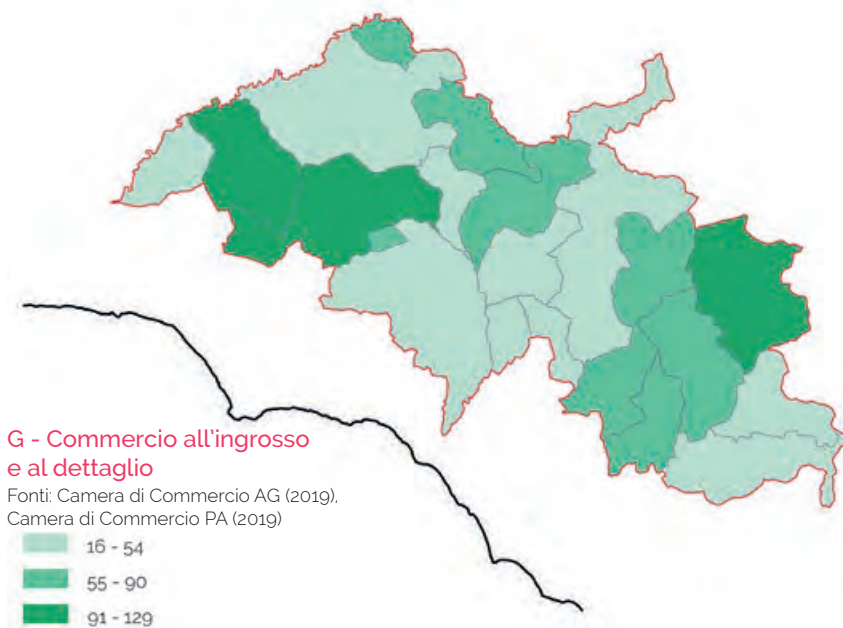 G - Commercio all'ingrosso
e al dettaglio
Fonti: Camera di Commercio AG (2019),
Camera di Commercio PA (2019)
16 - 54
55 - 90
91 - 129